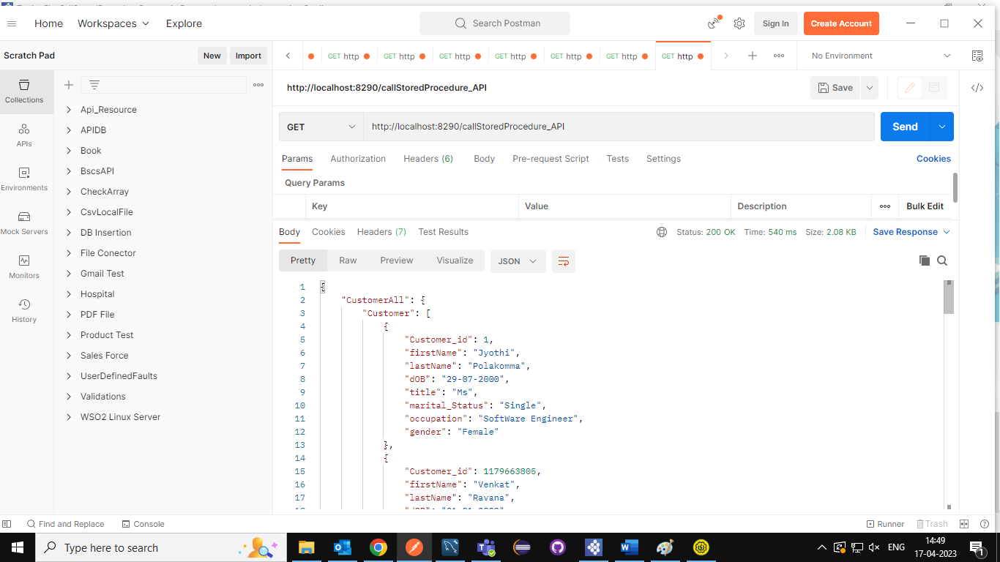 Home Workspaces Explore Search Postman Sign In Create Account
Scratch Pad New Import GET http GET http GET http GET http GET http GET http GET http No Environment
http://localhost:8290/callStoredProcedure_API Save
Collections
APIs
Environments
Mock Servers
Monitors
History
Api_Resource
APIDB
Book
BscsAPI
CheckArray
CsvLocalFile
DB Insertion
File Conector
Gmail Test
Hospital
PDF File
Product Test
Sales Force
UserDefinedFaults
Validations
WSO2 Linux Server
GET http://localhost:8290/callStoredProcedure_API Send
Params Authorization Headers (6) Body Pre-request Script Tests Settings Cookies
Query Params
Key Value Description Bulk Edit
Body Cookies Headers (7) Test Results Status: 200 OK Time: 540 ms Size: 2.08 KB Save Response
Pretty Raw Preview Visualize JSON
1 {
2 "CustomerAll": {
3 "Customer": [
4 {
5 "Customer_id": 1,
6 "firstName": "Jyothi",
7 "lastName": "Polakomma",
8 "dOB": "29-07-2000",
9 "title": "Ms",
10 "marital_Status": "Single",
11 "occupation": "SoftWare Engineer",
12 "gender": "Female"
13 },
14 {
15 "Customer_id": 1179663805,
16 "firstName": "Venkat",
17 "lastName": "Ravana",
Find and Replace Console Runner Trash
Type here to search ENG 14:49
17-04-2023
1